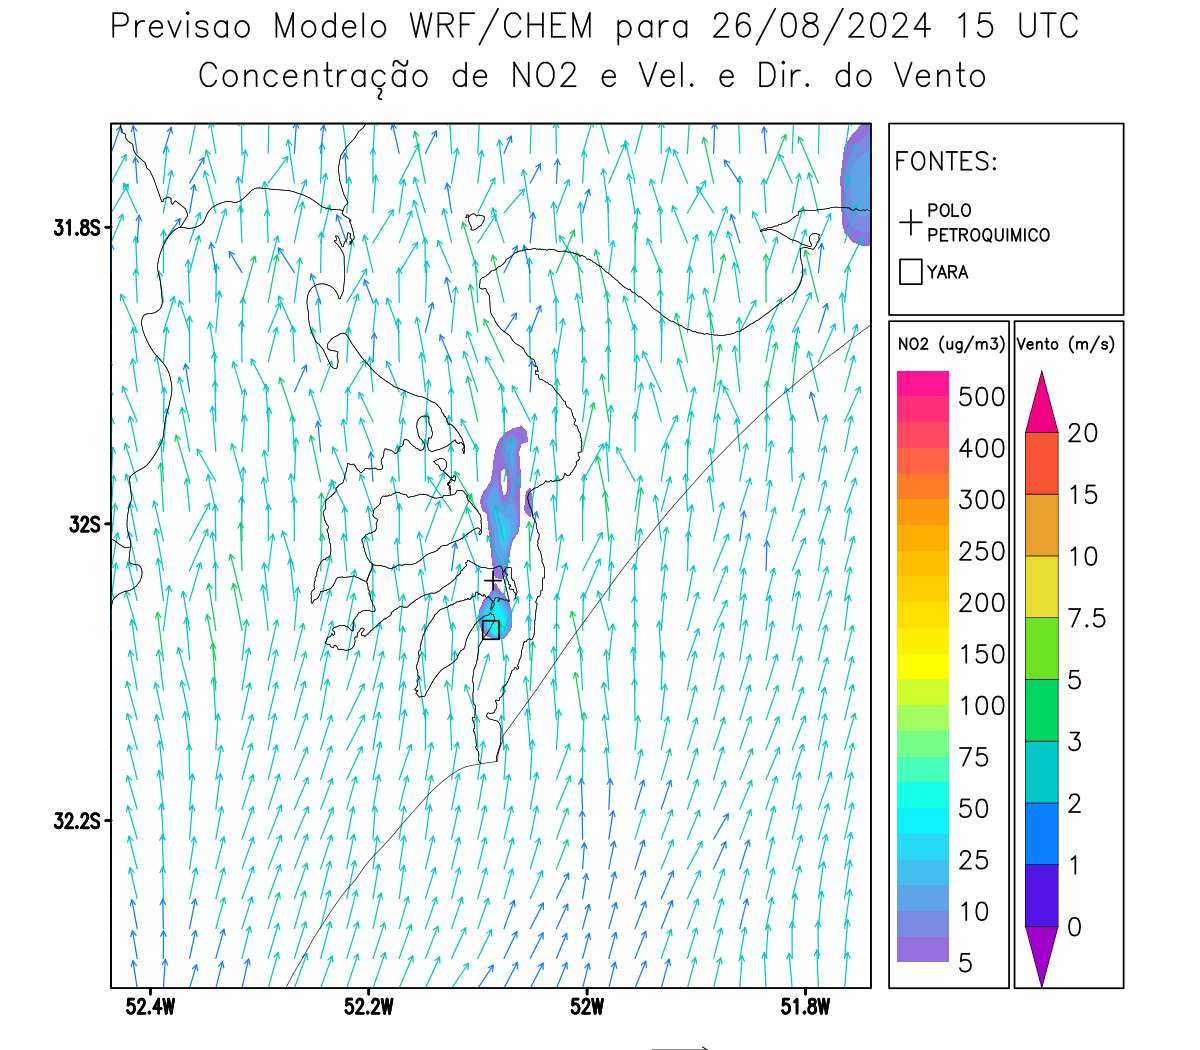 Previsao Modelo WRF/CHEM para 26/08/2024 15 UTC
Concentração de NO2 e Vel. e Dir. do Vento
FONTES:
POLO
PETROQUIMICO
YARA
NO2 (ug/m3)
500
400
300
250
200
150
100
75
50
25
10
5
Vento (m/s)
20
15
10
7.5
5
3
2
1
0
31.8S
32S
32.2S
52.4W
52.2W
52W
51.8W